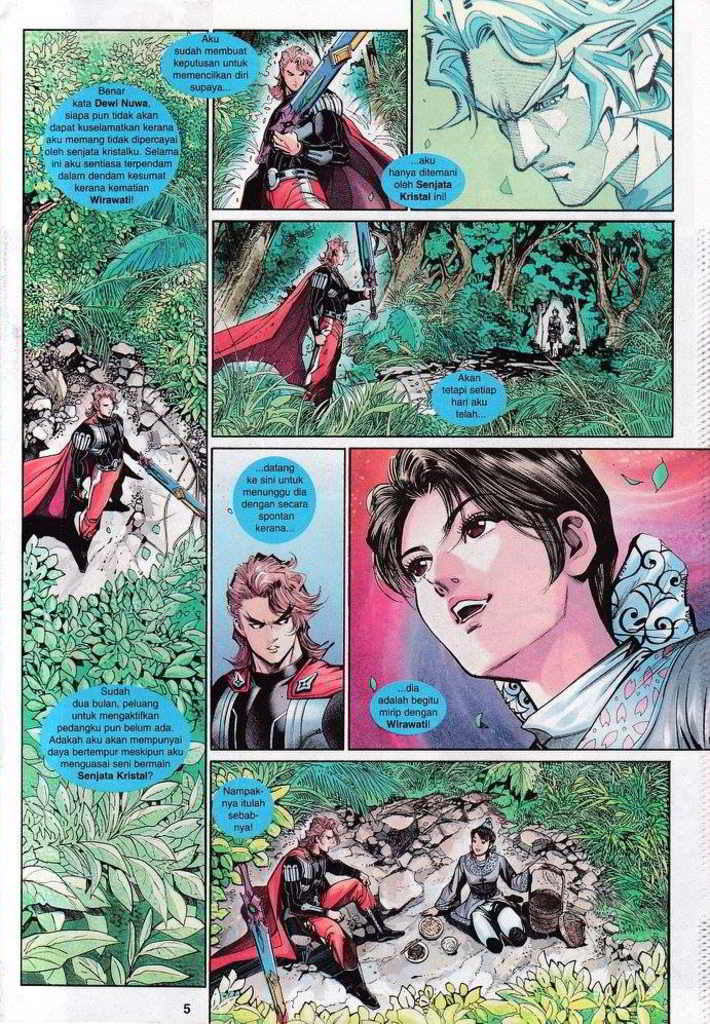 Benar
kata Dewi Nuwa,
siapa pun tidak akan
dapat kuselamatkan kerana
aku memang tidak dipercayai
oleh senjata kristalku. Selama
ini aku sentiasa terpendam
dalam dendam kesumat
kerana kematian
Wirawati!
Sudah
dua bulan, peluang
untuk mengaktifkan
pedangku pun belum ada.
Adakah aku akan mempunyai
daya bertempur meskipun aku
menguasai seni bermain
Senjata Kristal?
Aku
sudah membuat
keputusan untuk
memencilkan diri
supaya...
...aku
hanya ditemani
oleh Senjata
Kristal ini!
Akan
tetapi setiap
hari aku
telah...
...datang
ke sini untuk
menunggu dia
dengan secara
spontan
kerana...
...dia
adalah begitu
mirip dengan
Wirawati!
Nampak-
nya itulah
sebab-
nya!
5